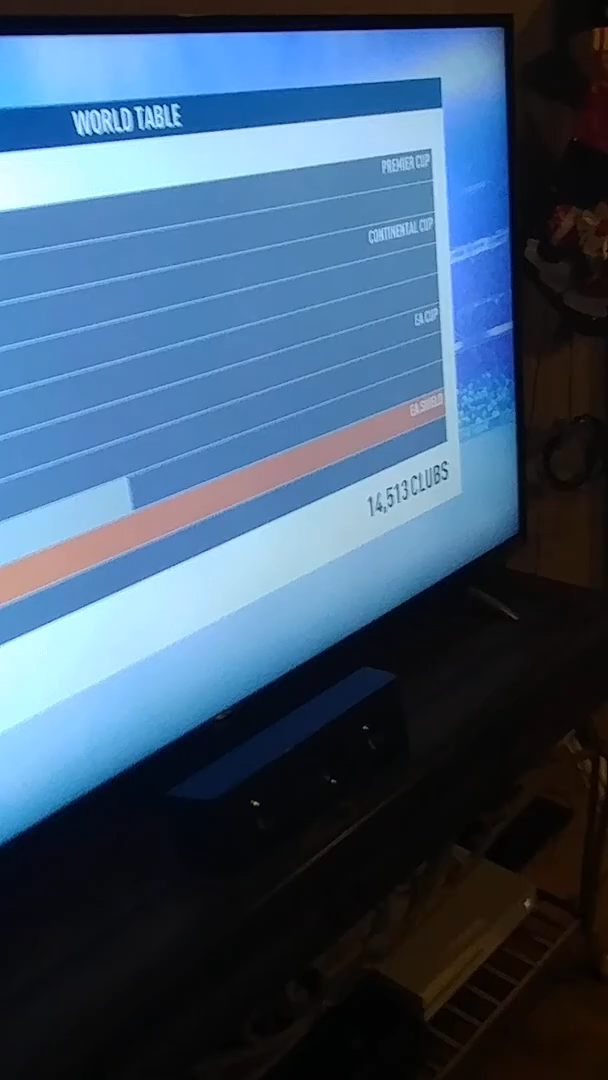 WORLD TABLE
PREMIER CUP
CONTINENTAL CUP
EA CUP
EA SHIELD
14,513 CLUBS